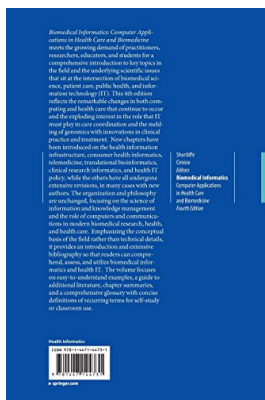 Biomedical Informatics: Computer Appli-
cations in Health Care and Biomedicine
meets the growing demand of practitioners,
researchers, educators, and students for a
comprehensive introduction to key topics in
the field and the underlying scientific issues
that sit at the intersection of biomedical sci-
ence, patient care, public health, and infor-
mation technology (IT). This 4th edition
reflects the remarkable changes in both com-
puting and health care that continue to occur
and the exploding interest in the role that IT
must play in care coordination and the meld-
ing of genomics with innovations in clinical
practice and treatment. New chapters have
been introduced on the health information
infrastructure, consumer health informatics,
telemedicine, translational bioinformatics,
clinical research informatics, and health IT
policy, while the others have all undergone
extensive revisions, in many cases with new
authors. The organization and philosophy
are unchanged, focusing on the science of
information and knowledge management
and the role of computers and communica-
tions in modern biomedical research, health,
and health care. Emphasizing the conceptual
basis of the field rather than technical details,
it provides an introduction and extensive
bibliography so that readers can compre-
hend, assess, and utilize biomedical infor-
matics and health IT. The volume focuses
on easy-to-understand examples, a guide to
additional literature, chapter summaries,
and a comprehensive glossary with concise
definitions of recurring terms for self-study
or classroom use.
Shortliffe
Cimino
Editors
Biomedical Informatics
Computer Applications
in Health Care
and Biomedicine
Fourth Edition
Health Informatics
ISBN 978-1-4471-4473-1
9 781447 144731
springer.com